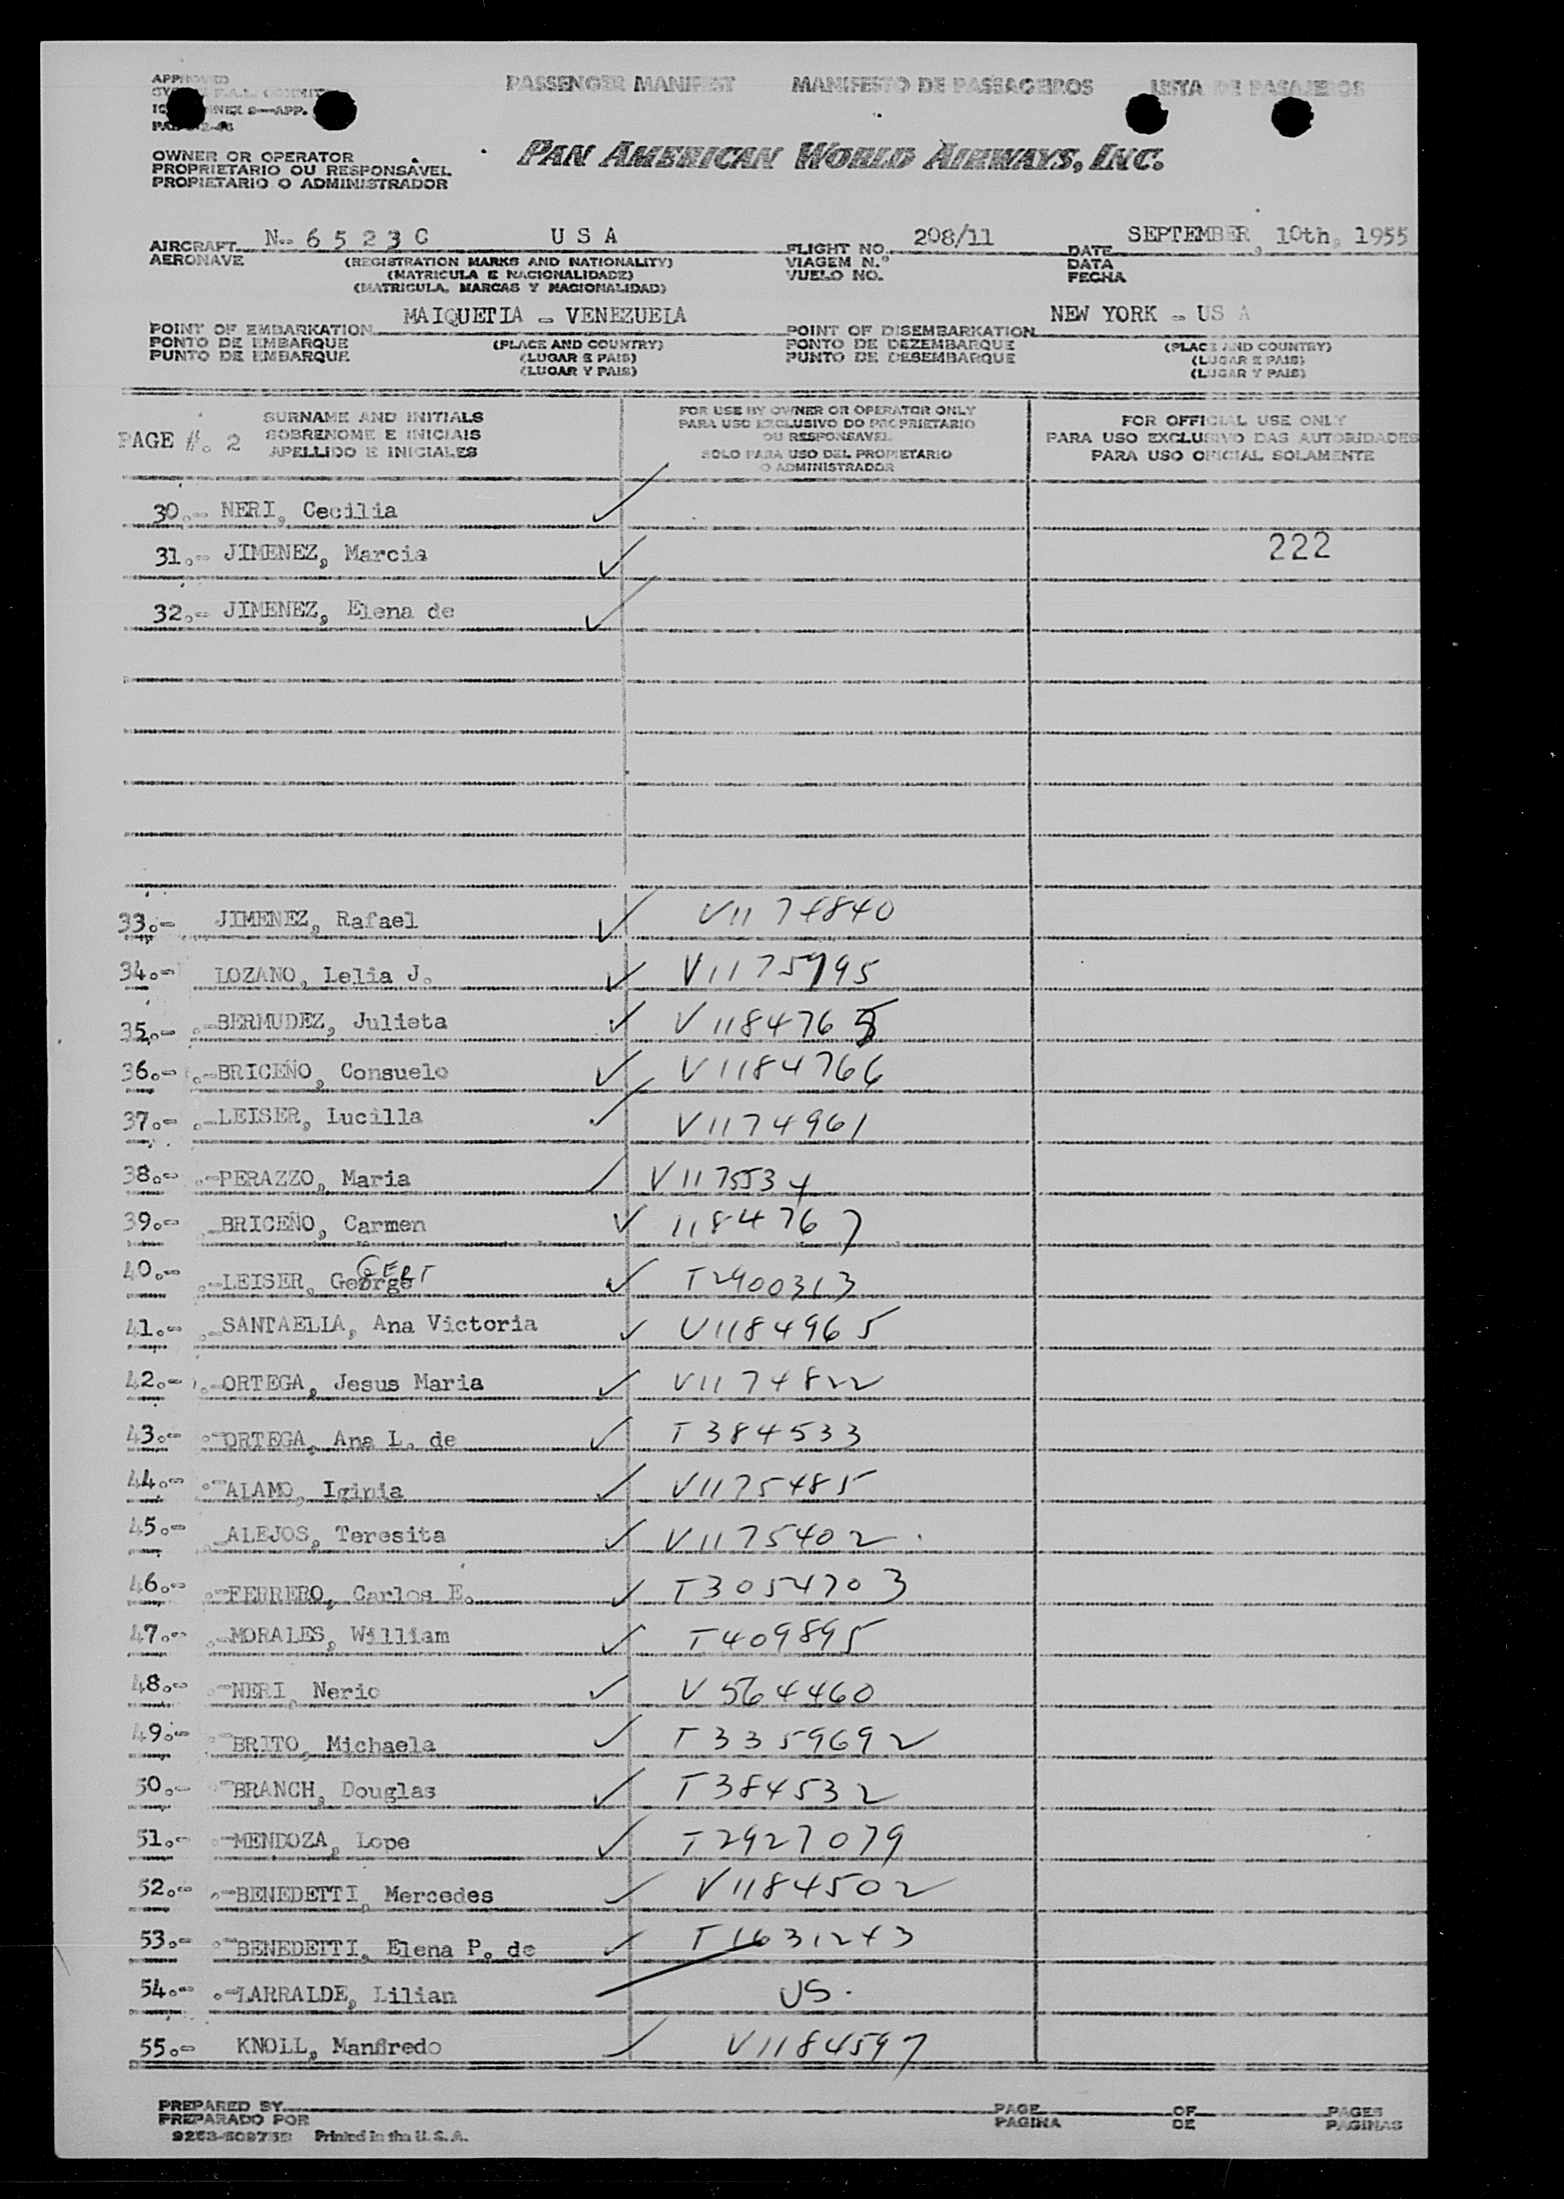 PASSENGER MANIFEST MANIFESTO DE PASSAGEIROS LISTA DE PASAJEROS
APPROVED
OWNER OR OPERATOR
PROPRIETARIO OU RESPONSAVEL
PROPIETARIO O ADMINISTRADOR
PAN AMERICAN WORLD AIRWAYS, INC.
AIRCRAFT N-- 6 5 2 3 C U S A FLIGHT NO. 208/11 DATE SEPTEMBER, 10th, 1955
AERONAVE (REGISTRATION MARKS AND NATIONALITY) VIAGEM N.º DATA
(MATRICULA E NACIONALIDADE) VUELO NO. FECHA
(MATRICULA, MARCAS Y NACIONALIDAD)
POINT OF EMBARKATION MAIQUETIA - VENEZUELA POINT OF DISEMBARKATION NEW YORK - US A
PONTO DE EMBARQUE (PLACE AND COUNTRY) PONTO DE DEZEMBARQUE (PLACE AND COUNTRY)
PUNTO DE EMBARQUE (LUGAR E PAIS) PUNTO DE DESEMBARQUE (LUGAR E PAIS)
(LUGAR Y PAIS) (LUGAR Y PAIS)
PAGE #. 2
SURNAME AND INITIALS
SOBRENOME E INICIAIS
APELLIDO E INICIALES
FOR USE BY OWNER OR OPERATOR ONLY
PARA USO EXCLUSIVO DO PROPRIETARIO
OU RESPONSAVEL
SOLO PARA USO DEL PROPIETARIO
O ADMINISTRADOR
FOR OFFICIAL USE ONLY
PARA USO EXCLUSIVO DAS AUTORIDADES
PARA USO OFICIAL SOLAMENTE
30.- NERI, Cecilia
31.- JIMENEZ, Marcia 222
32.- JIMENEZ, Elena de
33.- JIMENEZ, Rafael V1174840
34.- LOZANO, Lelia J. V1175995
35.- BERMUDEZ, Julieta V1184765
36.- BRICEÑO, Consuelo V1184766
37.- LEISER, Lucilla V1174961
38.- PERAZZO, Maria V1175534
39.- BRICEÑO, Carmen 1184767
40.- LEISER, George GERT T2900313
41.- SANTAELLA, Ana Victoria V1184965
42.- ORTEGA, Jesus Maria V1174822
43.- ORTEGA, Ana L. de T384533
44.- ALAMO, Iginia V1175485
45.- ALEJOS, Teresita V1175402
46.- FERRERO, Carlos E. T3054703
47.- MORALES, William T409895
48.- NERI, Nerio V564460
49.- BRITO, Michaela T3359692
50.- BRANCH, Douglas T384532
51.- MENDOZA, Lope T2927079
52.- BENEDETTI, Mercedes V1184502
53.- BENEDETTI, Elena P. de T1631243
54.- LARRALDE, Lilian US.
55.- KNOLL, Manfredo V1184597
PREPARED BY PAGE OF PAGES
PREPARADO POR PAGINA DE PAGINAS
Printed in the U.S.A.